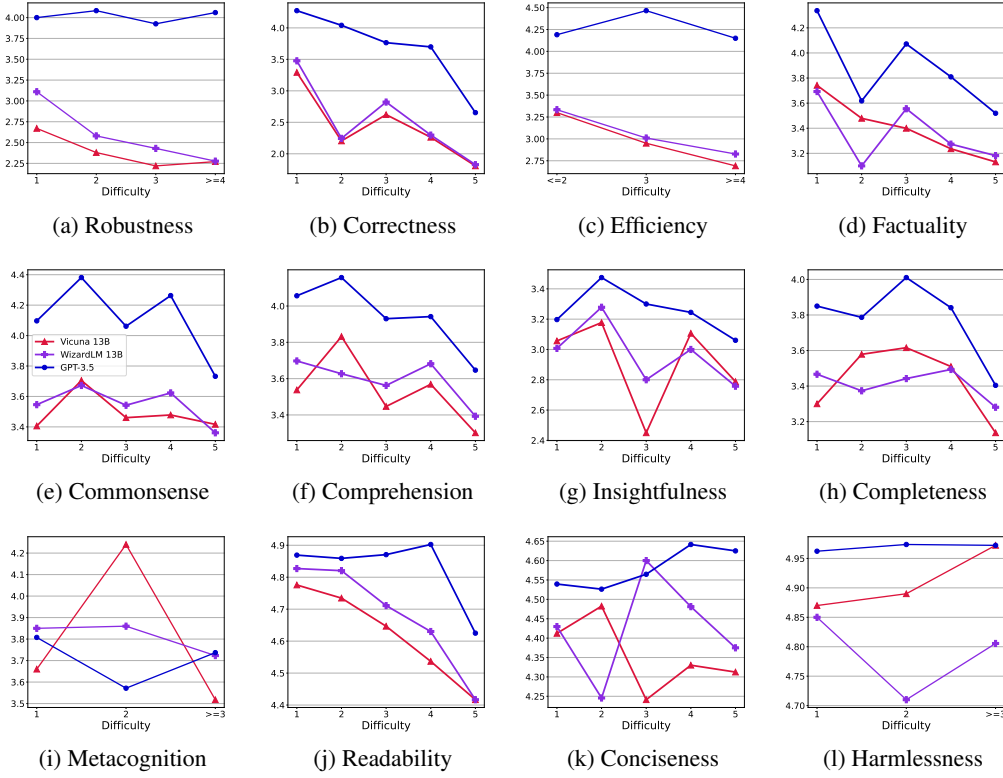 4.00
3.75
3.50
3.25
3.00
2.75
2.50
2.25
1 2 3 >=4
Difficulty
(a) Robustness
4.0
3.5
3.0
2.5
2.0
1 2 3 4 5
Difficulty
(b) Correctness
4.50
4.25
4.00
3.75
3.50
3.25
3.00
2.75
<=2 3 >=4
Difficulty
(c) Efficiency
4.2
4.0
3.8
3.6
3.4
3.2
1 2 3 4 5
Difficulty
(d) Factuality
4.4
4.2
4.0
3.8
3.6
3.4
Vicuna 13B
WizardLM 13B
GPT-3.5
1 2 3 4 5
Difficulty
(e) Commonsense
4.0
3.8
3.6
3.4
1 2 3 4 5
Difficulty
(f) Comprehension
3.4
3.2
3.0
2.8
2.6
2.4
1 2 3 4 5
Difficulty
(g) Insightfulness
4.0
3.8
3.6
3.4
3.2
1 2 3 4 5
Difficulty
(h) Completeness
4.2
4.1
4.0
3.9
3.8
3.7
3.6
3.5
1 2 >=3
Difficulty
(i) Metacognition
4.9
4.8
4.7
4.6
4.5
4.4
1 2 3 4 5
Difficulty
(j) Readability
4.65
4.60
4.55
4.50
4.45
4.40
4.35
4.30
4.25
1 2 3 4 5
Difficulty
(k) Conciseness
4.95
4.90
4.85
4.80
4.75
4.70
1 2 >=3
Difficulty
(l) Harmlessness